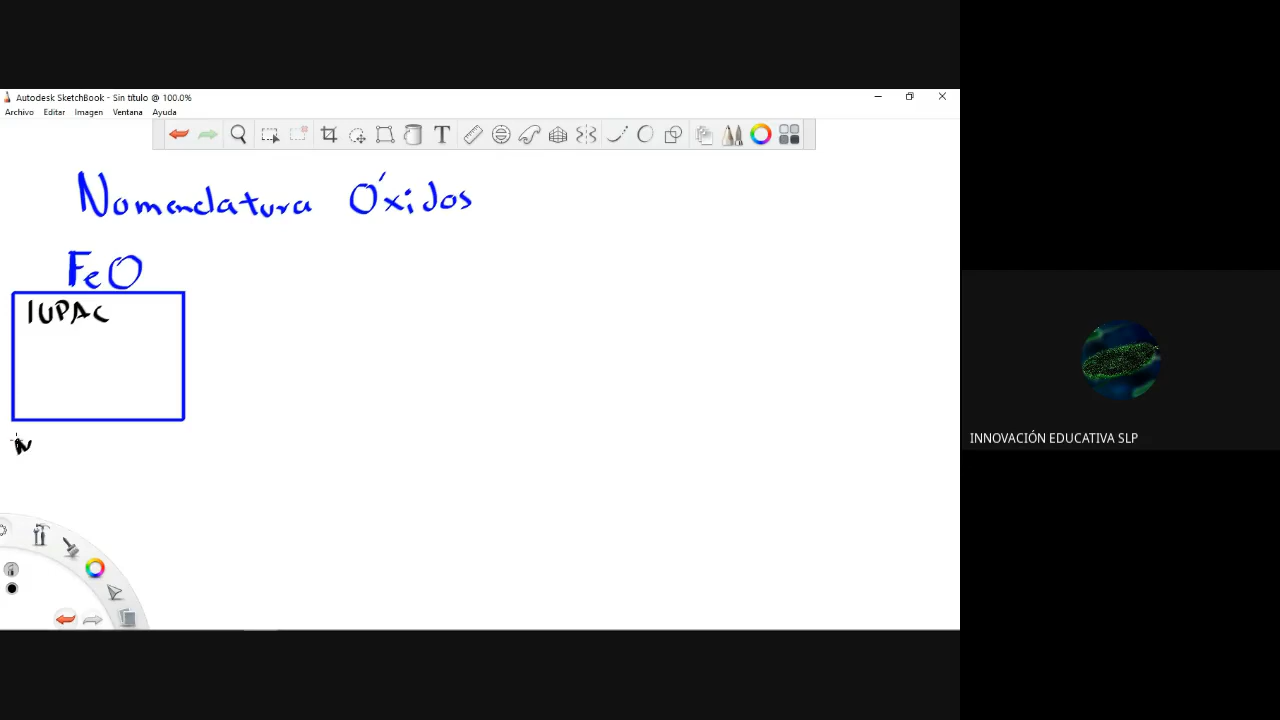 Autodesk SketchBook - Sin título @ 100.0%
Archivo Editar Imagen Ventana Ayuda
T
Nomenclatura Óxidos
FeO
IUPAC
N
INNOVACIÓN EDUCATIVA SLP